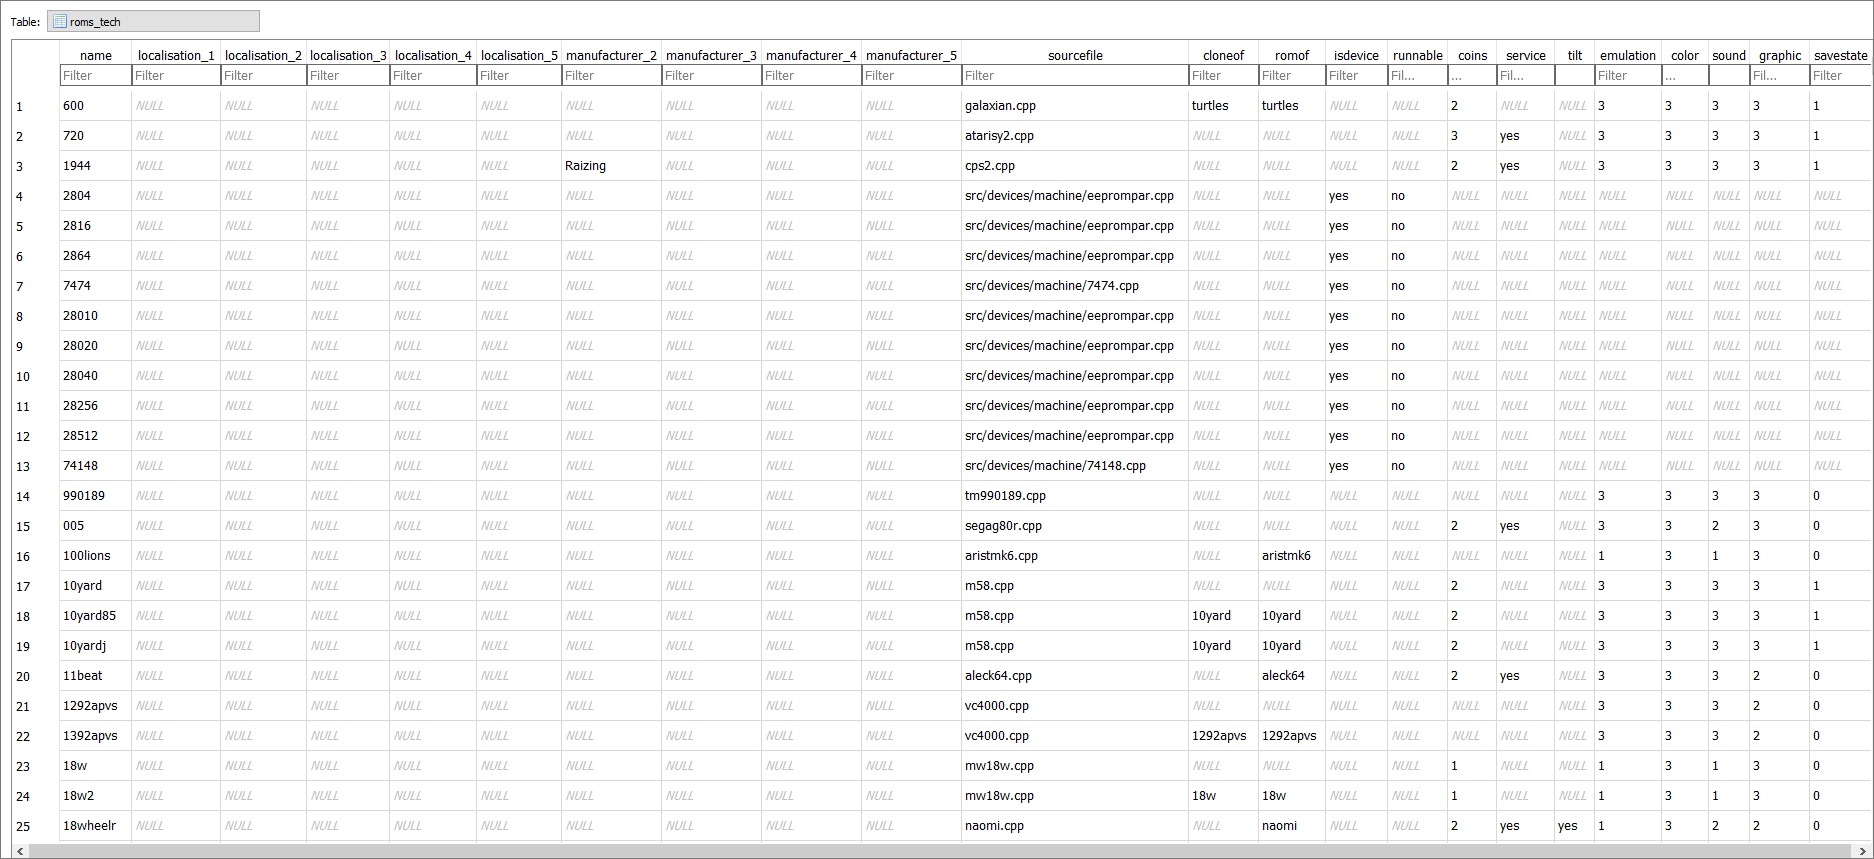 Table: roms_tech
name localisation_1 localisation_2 localisation_3 localisation_4 localisation_5 manufacturer_2 manufacturer_3 manufacturer_4 manufacturer_5 sourcefile cloneof romof isdevice runnable coins service tilt emulation color sound graphic savestate
Filter Filter Filter Filter Filter Filter Filter Filter Filter Filter Filter Filter Filter Filter Fil... ... Fil... Filter ... Fil... Filter
1 600 NULL NULL NULL NULL NULL NULL NULL NULL NULL galaxian.cpp turtles turtles NULL NULL 2 NULL NULL 3 3 3 3 1
2 720 NULL NULL NULL NULL NULL NULL NULL NULL NULL atarisy2.cpp NULL NULL NULL NULL 3 yes NULL 3 3 3 3 1
3 1944 NULL NULL NULL NULL NULL Raizing NULL NULL NULL cps2.cpp NULL NULL NULL NULL 2 yes NULL 3 3 3 3 1
4 2804 NULL NULL NULL NULL NULL NULL NULL NULL NULL src/devices/machine/eeprompar.cpp NULL NULL yes no NULL NULL NULL NULL NULL NULL NULL NULL
5 2816 NULL NULL NULL NULL NULL NULL NULL NULL NULL src/devices/machine/eeprompar.cpp NULL NULL yes no NULL NULL NULL NULL NULL NULL NULL NULL
6 2864 NULL NULL NULL NULL NULL NULL NULL NULL NULL src/devices/machine/eeprompar.cpp NULL NULL yes no NULL NULL NULL NULL NULL NULL NULL NULL
7 7474 NULL NULL NULL NULL NULL NULL NULL NULL NULL src/devices/machine/7474.cpp NULL NULL yes no NULL NULL NULL NULL NULL NULL NULL NULL
8 28010 NULL NULL NULL NULL NULL NULL NULL NULL NULL src/devices/machine/eeprompar.cpp NULL NULL yes no NULL NULL NULL NULL NULL NULL NULL NULL
9 28020 NULL NULL NULL NULL NULL NULL NULL NULL NULL src/devices/machine/eeprompar.cpp NULL NULL yes no NULL NULL NULL NULL NULL NULL NULL NULL
10 28040 NULL NULL NULL NULL NULL NULL NULL NULL NULL src/devices/machine/eeprompar.cpp NULL NULL yes no NULL NULL NULL NULL NULL NULL NULL NULL
11 28256 NULL NULL NULL NULL NULL NULL NULL NULL NULL src/devices/machine/eeprompar.cpp NULL NULL yes no NULL NULL NULL NULL NULL NULL NULL NULL
12 28512 NULL NULL NULL NULL NULL NULL NULL NULL NULL src/devices/machine/eeprompar.cpp NULL NULL yes no NULL NULL NULL NULL NULL NULL NULL NULL
13 74148 NULL NULL NULL NULL NULL NULL NULL NULL NULL src/devices/machine/74148.cpp NULL NULL yes no NULL NULL NULL NULL NULL NULL NULL NULL
14 990189 NULL NULL NULL NULL NULL NULL NULL NULL NULL tm990189.cpp NULL NULL NULL NULL NULL NULL NULL 3 3 3 3 0
15 005 NULL NULL NULL NULL NULL NULL NULL NULL NULL segag80r.cpp NULL NULL NULL NULL 2 yes NULL 3 3 2 3 0
16 100lions NULL NULL NULL NULL NULL NULL NULL NULL NULL aristmk6.cpp NULL aristmk6 NULL NULL NULL NULL NULL 1 3 1 3 0
17 10yard NULL NULL NULL NULL NULL NULL NULL NULL NULL m58.cpp NULL NULL NULL NULL 2 NULL NULL 3 3 3 3 1
18 10yard85 NULL NULL NULL NULL NULL NULL NULL NULL NULL m58.cpp 10yard 10yard NULL NULL 2 NULL NULL 3 3 3 3 1
19 10yardj NULL NULL NULL NULL NULL NULL NULL NULL NULL m58.cpp 10yard 10yard NULL NULL 2 NULL NULL 3 3 3 3 1
20 11beat NULL NULL NULL NULL NULL NULL NULL NULL NULL aleck64.cpp NULL aleck64 NULL NULL 2 yes NULL 3 3 3 2 0
21 1292apvs NULL NULL NULL NULL NULL NULL NULL NULL NULL vc4000.cpp NULL NULL NULL NULL NULL NULL NULL 3 3 3 2 0
22 1392apvs NULL NULL NULL NULL NULL NULL NULL NULL NULL vc4000.cpp 1292apvs 1292apvs NULL NULL NULL NULL NULL 3 3 3 2 0
23 18w NULL NULL NULL NULL NULL NULL NULL NULL NULL mw18w.cpp NULL NULL NULL NULL 1 NULL NULL 1 3 1 3 0
24 18w2 NULL NULL NULL NULL NULL NULL NULL NULL NULL mw18w.cpp 18w 18w NULL NULL 1 NULL NULL 1 3 1 3 0
25 18wheelr NULL NULL NULL NULL NULL NULL NULL NULL NULL naomi.cpp NULL naomi NULL NULL 2 yes yes 1 3 2 2 0